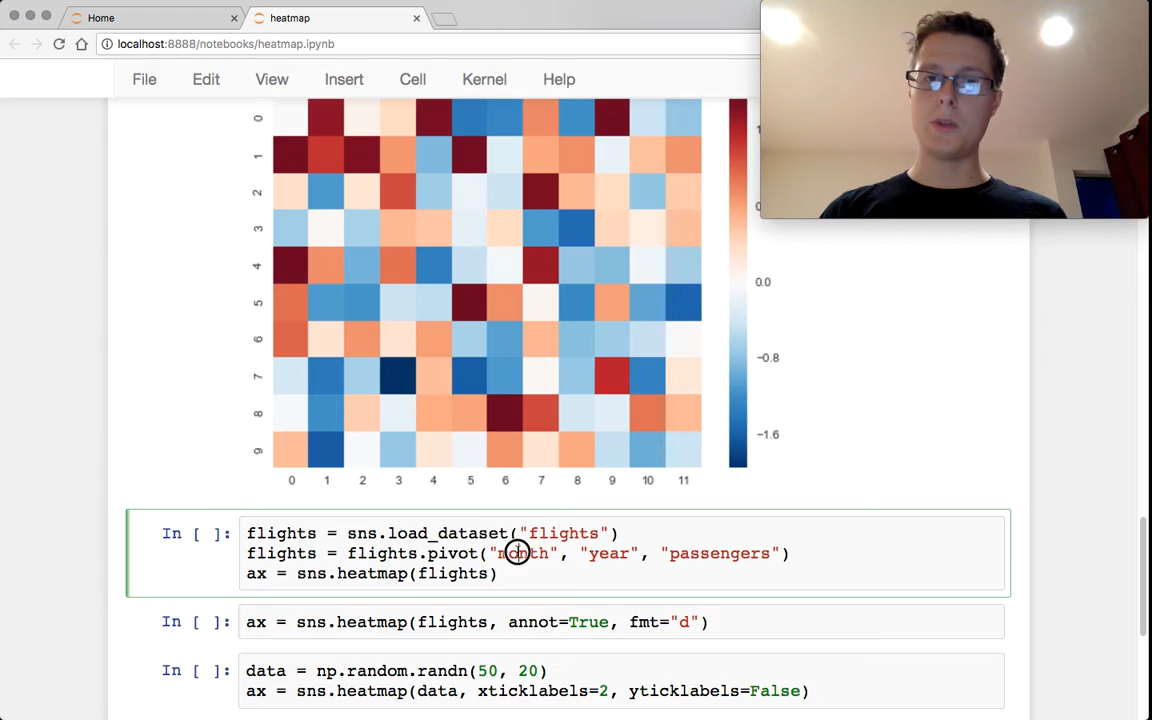 Home
heatmap
localhost:8888/notebooks/heatmap.ipynb
File Edit View Insert Cell Kernel Help
0
1
2
3
4
5
6
7
8
9
0 1 2 3 4 5 6 7 8 9 10 11
0.0
−0.8
−1.6
In [ ]: flights = sns.load_dataset("flights")
flights = flights.pivot("month", "year", "passengers")
ax = sns.heatmap(flights)
In [ ]: ax = sns.heatmap(flights, annot=True, fmt="d")
In [ ]: data = np.random.randn(50, 20)
ax = sns.heatmap(data, xticklabels=2, yticklabels=False)